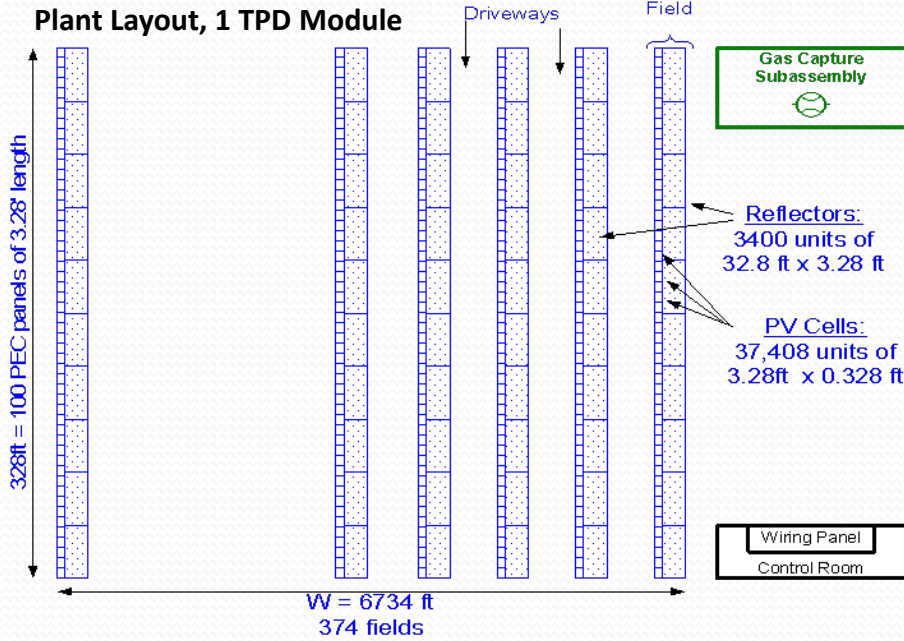 Plant Layout, 1 TPD Module
Driveways
Field
Gas Capture
Subassembly
328ft = 100 PEC panels of 3.28' length
Reflectors:
3400 units of
32.8 ft x 3.28 ft
PV Cells:
37,408 units of
3.28ft x 0.328 ft
Wiring Panel
Control Room
W = 6734 ft
374 fields